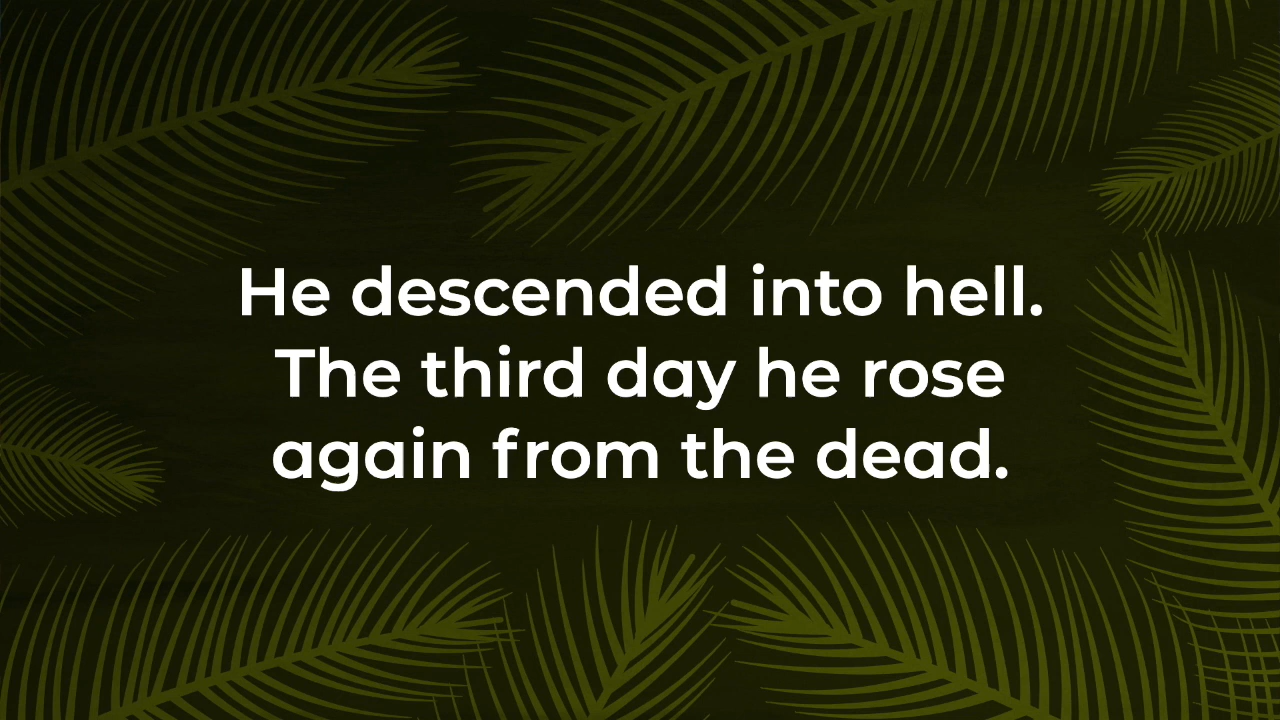 He descended into hell.
The third day he rose
again from the dead.